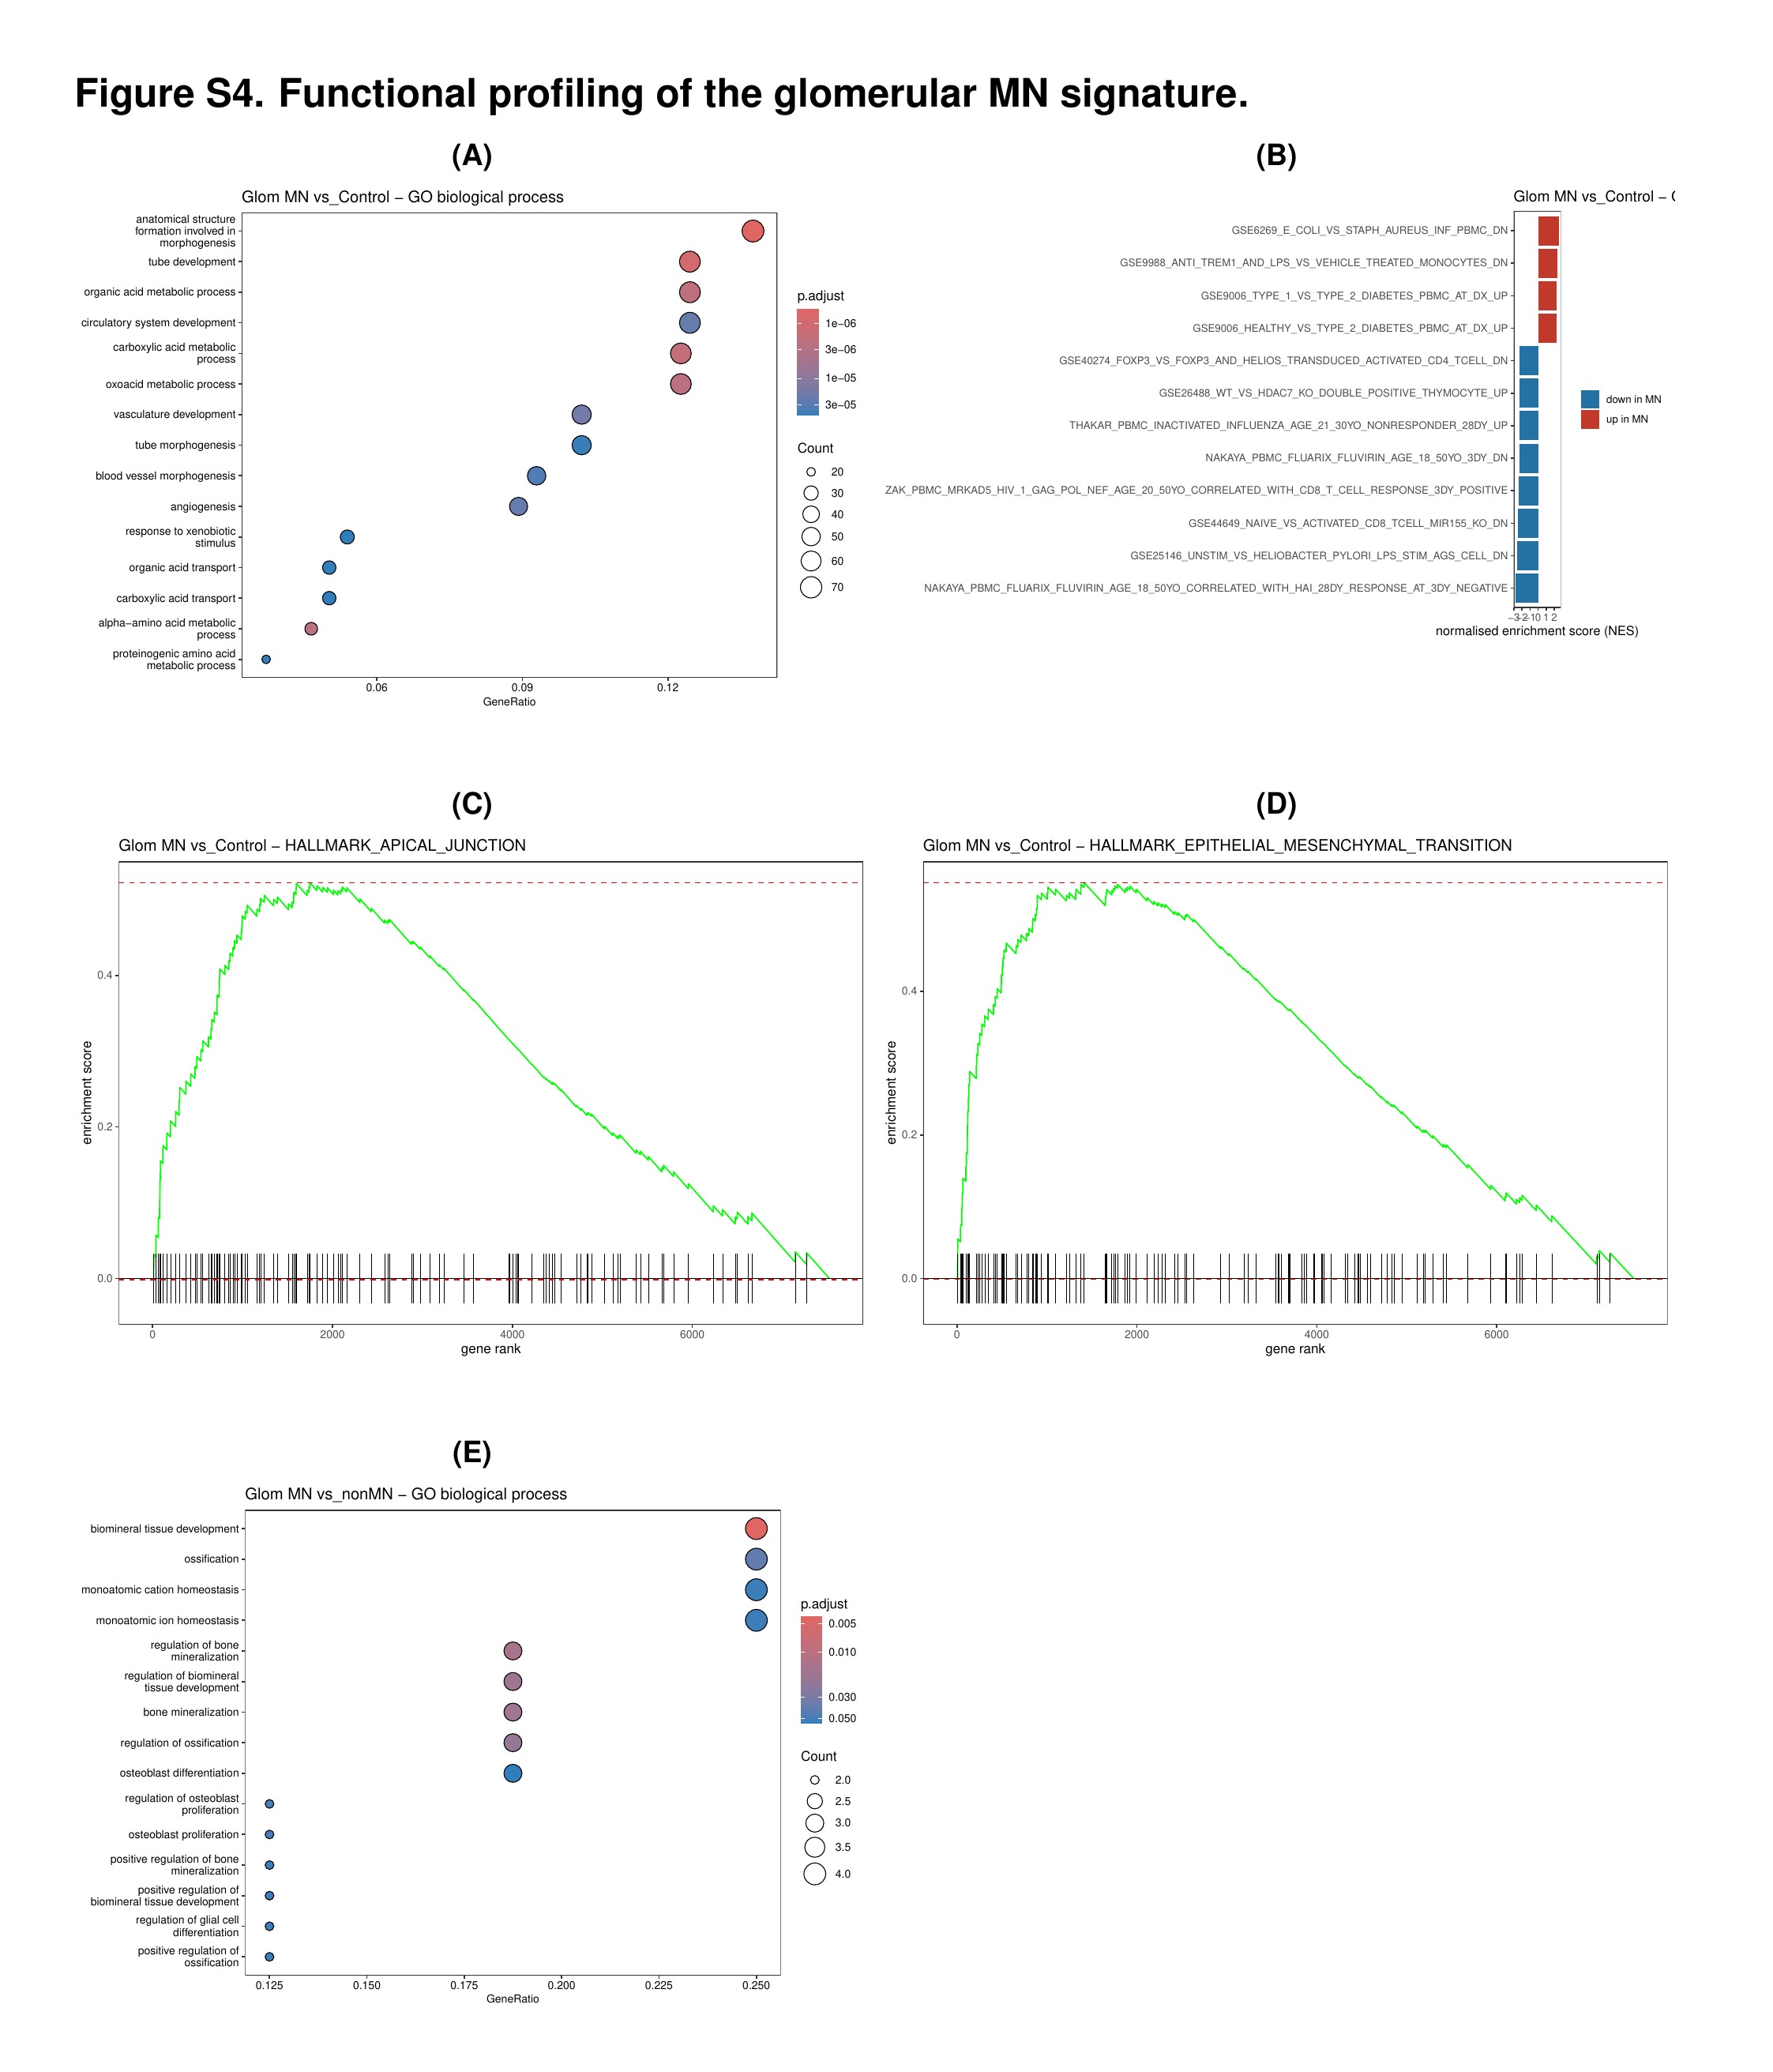 Figure S4. Functional profiling of the glomerular MN signature.
(A)
Glom MN vs_Control – GO biological process
anatomical structure
formation involved in
morphogenesis
tube development
organic acid metabolic process
circulatory system development
carboxylic acid metabolic
process
oxoacid metabolic process
vasculature development
tube morphogenesis
blood vessel morphogenesis
angiogenesis
response to xenobiotic
stimulus
organic acid transport
carboxylic acid transport
alpha–amino acid metabolic
process
proteinogenic amino acid
metabolic process
0.06 0.09 0.12
GeneRatio
p.adjust
1e–06
3e–06
1e–05
3e–05
Count
20
30
40
50
60
70
(B)
Glom MN vs_Control –
GSE6269_E_COLI_VS_STAPH_AUREUS_INF_PBMC_DN
GSE9988_ANTI_TREM1_AND_LPS_VS_VEHICLE_TREATED_MONOCYTES_DN
GSE9006_TYPE_1_VS_TYPE_2_DIABETES_PBMC_AT_DX_UP
GSE9006_HEALTHY_VS_TYPE_2_DIABETES_PBMC_AT_DX_UP
GSE40274_FOXP3_VS_FOXP3_AND_HELIOS_TRANSDUCED_ACTIVATED_CD4_TCELL_DN
GSE26488_WT_VS_HDAC7_KO_DOUBLE_POSITIVE_THYMOCYTE_UP
THAKAR_PBMC_INACTIVATED_INFLUENZA_AGE_21_30YO_NONRESPONDER_28DY_UP
NAKAYA_PBMC_FLUARIX_FLUVIRIN_AGE_18_50YO_3DY_DN
ZAK_PBMC_MRKAD5_HIV_1_GAG_POL_NEF_AGE_20_50YO_CORRELATED_WITH_CD8_T_CELL_RESPONSE_3DY_POSITIVE
GSE44649_NAIVE_VS_ACTIVATED_CD8_TCELL_MIR155_KO_DN
GSE25146_UNSTIM_VS_HELIOBACTER_PYLORI_LPS_STIM_AGS_CELL_DN
NAKAYA_PBMC_FLUARIX_FLUVIRIN_AGE_18_50YO_CORRELATED_WITH_HAI_28DY_RESPONSE_AT_3DY_NEGATIVE
–3–2–10 1 2
normalised enrichment score (NES)
down in MN
up in MN
(C)
Glom MN vs_Control – HALLMARK_APICAL_JUNCTION
enrichment score
0.4
0.2
0.0
0 2000 4000 6000
gene rank
(D)
Glom MN vs_Control – HALLMARK_EPITHELIAL_MESENCHYMAL_TRANSITION
enrichment score
0.4
0.2
0.0
0 2000 4000 6000
gene rank
(E)
Glom MN vs_nonMN – GO biological process
biomineral tissue development
ossification
monoatomic cation homeostasis
monoatomic ion homeostasis
regulation of bone
mineralization
regulation of biomineral
tissue development
bone mineralization
regulation of ossification
osteoblast differentiation
regulation of osteoblast
proliferation
osteoblast proliferation
positive regulation of bone
mineralization
positive regulation of
biomineral tissue development
regulation of glial cell
differentiation
positive regulation of
ossification
0.125 0.150 0.175 0.200 0.225 0.250
GeneRatio
p.adjust
0.005
0.010
0.030
0.050
Count
2.0
2.5
3.0
3.5
4.0